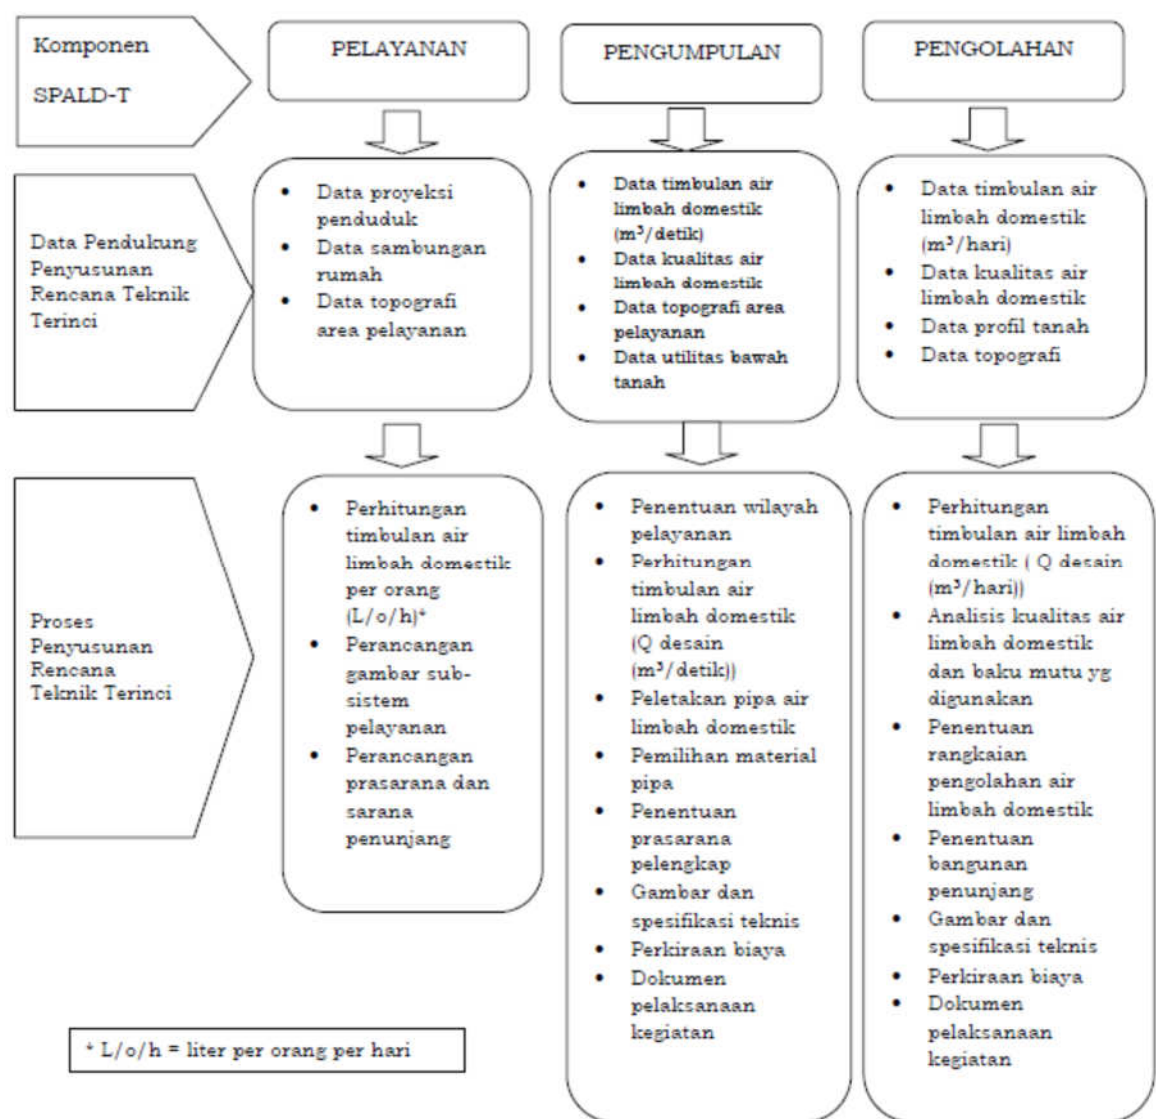 Komponen
SPALD-T
PELAYANAN
PENGUMPULAN
PENGOLAHAN
Data Pendukung
Penyusunan
Rencana Teknik
Terinci
• Data proyeksi
penduduk
• Data sambungan
rumah
• Data topografi
area pelayanan
• Data timbulan air
limbah domestik
(m³/detik)
• Data kualitas air
limbah domestik
• Data topografi area
pelayanan
• Data utilitas bawah
tanah
• Data timbulan air
limbah domestik
(m³/hari)
• Data kualitas air
limbah domestik
• Data profil tanah
• Data topografi
Proses
Penyusunan
Rencana
Teknik Terinci
• Perhitungan
timbulan air
limbah domestik
per orang
(L/o/h)*
• Perancangan
gambar sub-
sistem
pelayanan
• Perancangan
prasarana dan
sarana
penunjang
• Penentuan wilayah
pelayanan
• Perhitungan
timbulan air
limbah domestik
(Q desain
(m³/detik))
• Peletakan pipa air
limbah domestik
• Pemilihan material
pipa
• Penentuan
prasarana
pelengkap
• Gambar dan
spesifikasi teknis
• Perkiraan biaya
• Dokumen
pelaksanaan
kegiatan
• Perhitungan
timbulan air limbah
domestik ( Q desain
(m³/hari))
• Analisis kualitas air
limbah domestik
dan baku mutu yg
digunakan
• Penentuan
rangkaian
pengolahan air
limbah domestik
• Penentuan
bangunan
penunjang
• Gambar dan
spesifikasi teknis
• Perkiraan biaya
• Dokumen
pelaksanaan
kegiatan
* L/o/h = liter per orang per hari